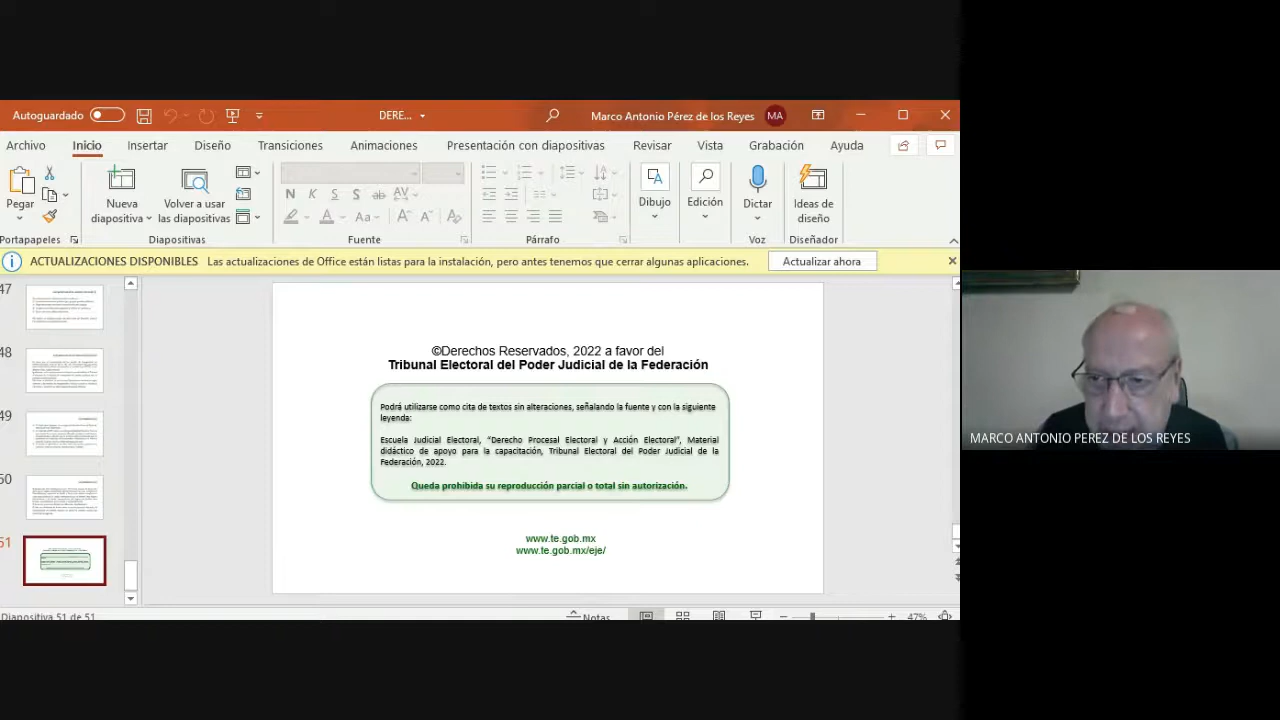 Autoguardado
DERE...
Marco Antonio Pérez de los Reyes
MA
Archivo Inicio Insertar Diseño Transiciones Animaciones Presentación con diapositivas Revisar Vista Grabación Ayuda
Pegar
Nueva diapositiva
Volver a usar las diapositivas
N K S S ab AV
A Aa A A
Dibujo
Edición
Dictar
Ideas de diseño
Portapapeles
Diapositivas
Fuente
Párrafo
Voz
Diseñador
ACTUALIZACIONES DISPONIBLES Las actualizaciones de Office están listas para la instalación, pero antes tenemos que cerrar algunas aplicaciones. Actualizar ahora
47
48
49
50
51
©Derechos Reservados, 2022 a favor del
Tribunal Electoral del Poder Judicial de la Federación
Podrá utilizarse como cita de textos sin alteraciones, señalando la fuente y con la siguiente
leyenda:
Escuela Judicial Electoral, “Derecho Procesal Electoral y Acción Electoral”, Material
didáctico de apoyo para la capacitación, Tribunal Electoral del Poder Judicial de la
Federación, 2022.
Queda prohibida su reproducción parcial o total sin autorización.
www.te.gob.mx
www.te.gob.mx/eje/
MARCO ANTONIO PEREZ DE LOS REYES
Diapositiva 51 de 51
Notas
47%